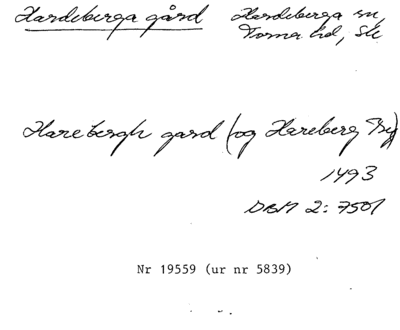 Hardeberga gård Hardeberga sn,
Torna hd, Sk
Harebergh gard (og Hareberg By)
1493
DBM 2: 7501
Nr 19559 (ur nr 5839)